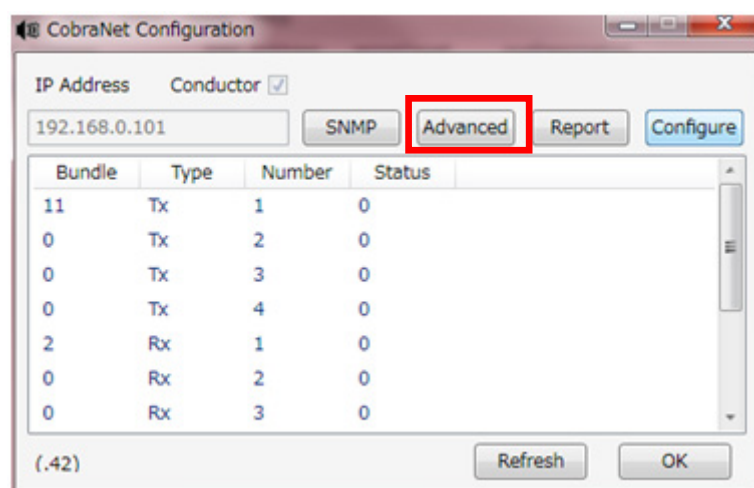 CobraNet Configuration
IP Address Conductor
192.168.0.101 SNMP Advanced Report Configure
Bundle Type Number Status
11 Tx 1 0
0 Tx 2 0
0 Tx 3 0
0 Tx 4 0
2 Rx 1 0
0 Rx 2 0
0 Rx 3 0
(.42) Refresh OK